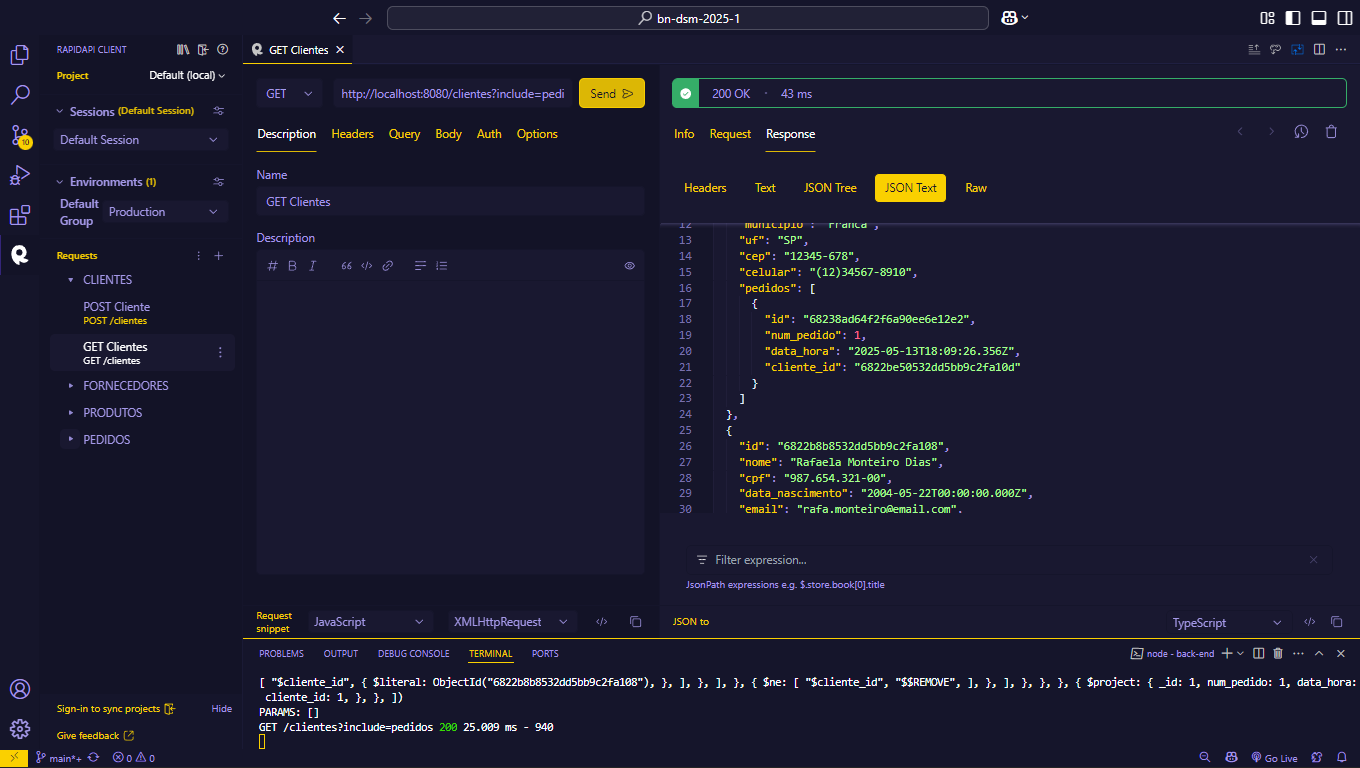 bn-dsm-2025-1
RAPIDAPI CLIENT
Project
Default (local)
Sessions (Default Session)
Default Session
Environments (1)
Default Group
Production
Requests
CLIENTES
POST Cliente
POST /clientes
GET Clientes
GET /clientes
FORNECEDORES
PRODUTOS
PEDIDOS
Sign-in to sync projects
Hide
Give feedback
GET Clientes
GET
http://localhost:8080/clientes?include=pedi
Send
Description Headers Query Body Auth Options
Name
GET Clientes
Description
# B I 66 </>
Request snippet
JavaScript
XMLHttpRequest
</>
200 OK · 43 ms
Info Request Response
Headers Text JSON Tree JSON Text Raw
12 "municipio": "Franca",
13 "uf": "SP",
14 "cep": "12345-678",
15 "celular": "(12)34567-8910",
16 "pedidos": [
17 {
18 "id": "68238ad64f2f6a90ee6e12e2",
19 "num_pedido": 1,
20 "data_hora": "2025-05-13T18:09:26.356Z",
21 "cliente_id": "6822be50532dd5bb9c2fa10d"
22 }
23 ]
24 },
25 {
26 "id": "6822b8b8532dd5bb9c2fa108",
27 "nome": "Rafaela Monteiro Dias",
28 "cpf": "987.654.321-00",
29 "data_nascimento": "2004-05-22T00:00:00.000Z",
30 "email": "rafa.monteiro@email.com",
Filter expression...
JsonPath expressions e.g. $.store.book[0].title
JSON to
TypeScript
</>
PROBLEMS OUTPUT DEBUG CONSOLE TERMINAL PORTS
node - back-end
[ "$cliente_id", { $literal: ObjectId("6822b8b8532dd5bb9c2fa108"), }, ], }, ], }, { $ne: [ "$cliente_id", "$$REMOVE", ], }, ], }, }, }, { $project: { _id: 1, num_pedido: 1, data_hora:
cliente_id: 1, }, }, ])
PARAMS: []
GET /clientes?include=pedidos 200 25.009 ms - 940
main*+
0 0
Go Live
10